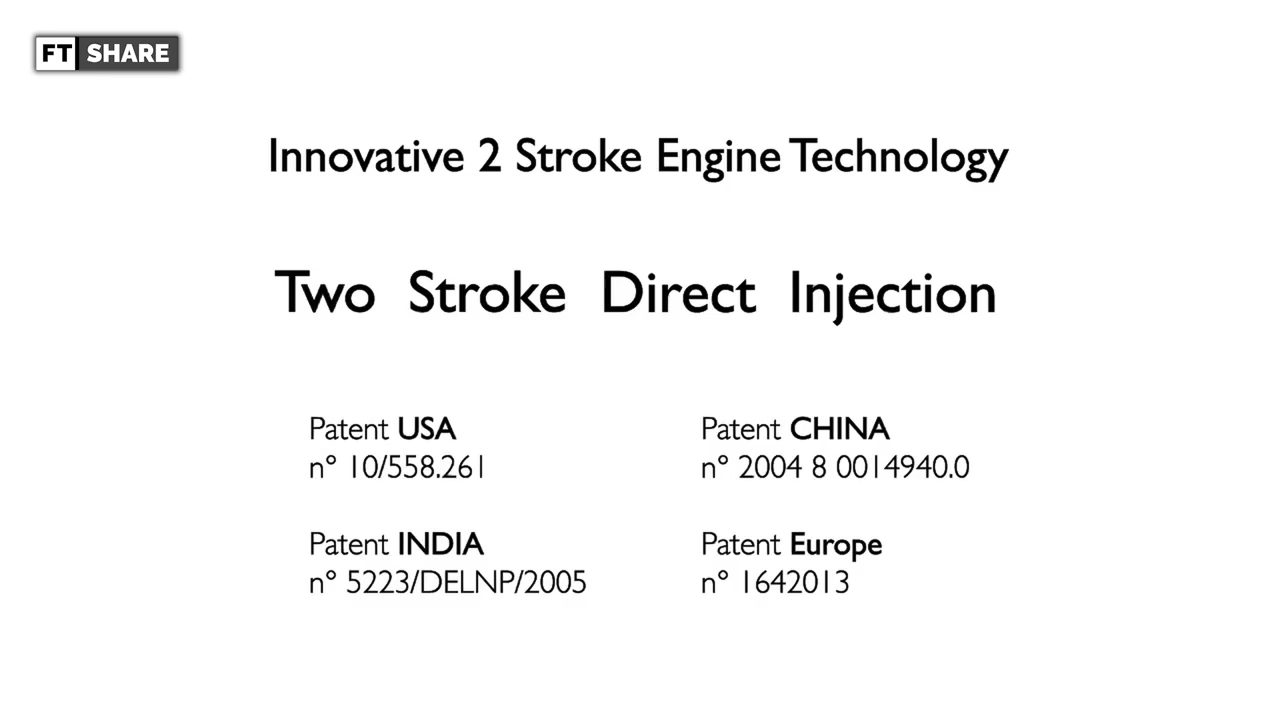 FT SHARE
Innovative 2 Stroke Engine Technology
Two Stroke Direct Injection
Patent USA
n° 10/558.261
Patent CHINA
n° 2004 8 0014940.0
Patent INDIA
n° 5223/DELNP/2005
Patent Europe
n° 1642013